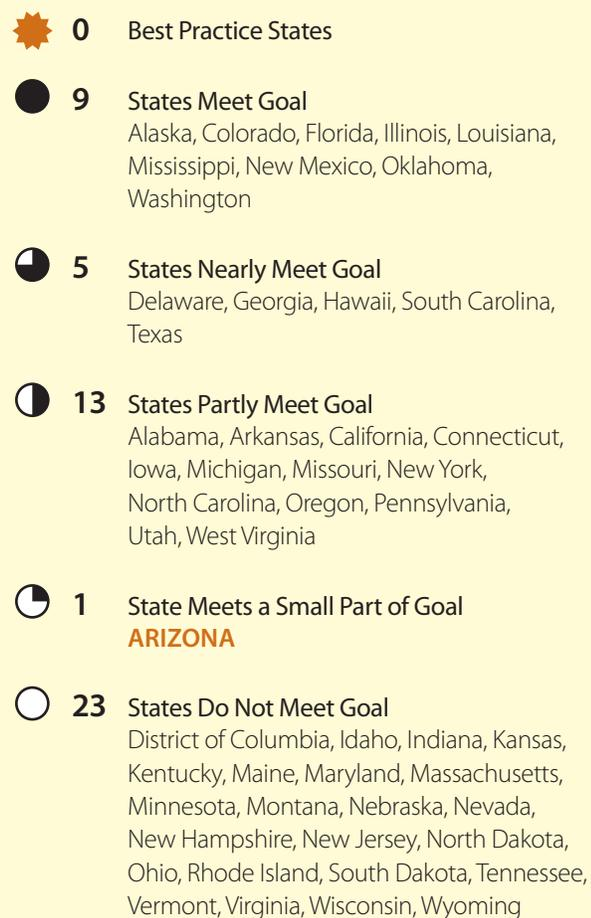 0 Best Practice States
9 States Meet Goal
Alaska, Colorado, Florida, Illinois, Louisiana,
Mississippi, New Mexico, Oklahoma,
Washington
5 States Nearly Meet Goal
Delaware, Georgia, Hawaii, South Carolina,
Texas
13 States Partly Meet Goal
Alabama, Arkansas, California, Connecticut,
Iowa, Michigan, Missouri, New York,
North Carolina, Oregon, Pennsylvania,
Utah, West Virginia
1 State Meets a Small Part of Goal
ARIZONA
23 States Do Not Meet Goal
District of Columbia, Idaho, Indiana, Kansas,
Kentucky, Maine, Maryland, Massachusetts,
Minnesota, Montana, Nebraska, Nevada,
New Hampshire, New Jersey, North Dakota,
Ohio, Rhode Island, South Dakota, Tennessee,
Vermont, Virginia, Wisconsin, Wyoming